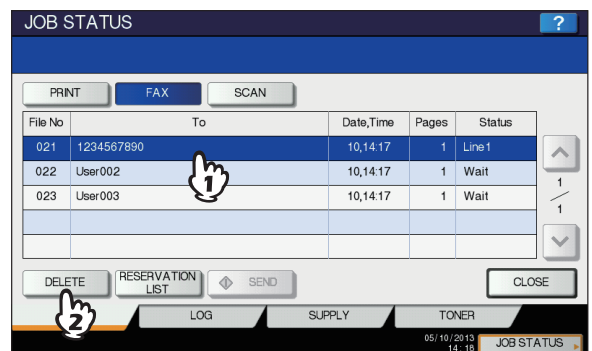 JOB STATUS ?
PRINT FAX SCAN
File No To Date,Time Pages Status
021 1234567890 10,14:17 1 Line1
022 User002 10,14:17 1 Wait
023 User003 10,14:17 1 Wait
1
1
1
DELETE RESERVATION LIST SEND CLOSE
2
LOG SUPPLY TONER
05/10/2013
14:18 JOB STATUS